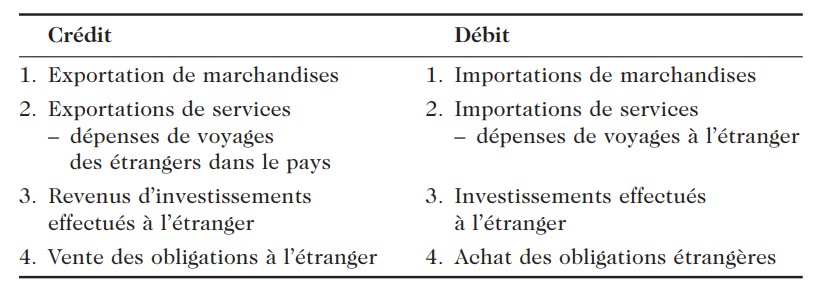 Crédit Débit
1. Exportation de marchandises 1. Importations de marchandises
2. Exportations de services 2. Importations de services
– dépenses de voyages – dépenses de voyages à l’étranger
des étrangers dans le pays
3. Revenus d’investissements 3. Investissements effectués
effectués à l’étranger à l’étranger
4. Vente des obligations à l’étranger 4. Achat des obligations étrangères